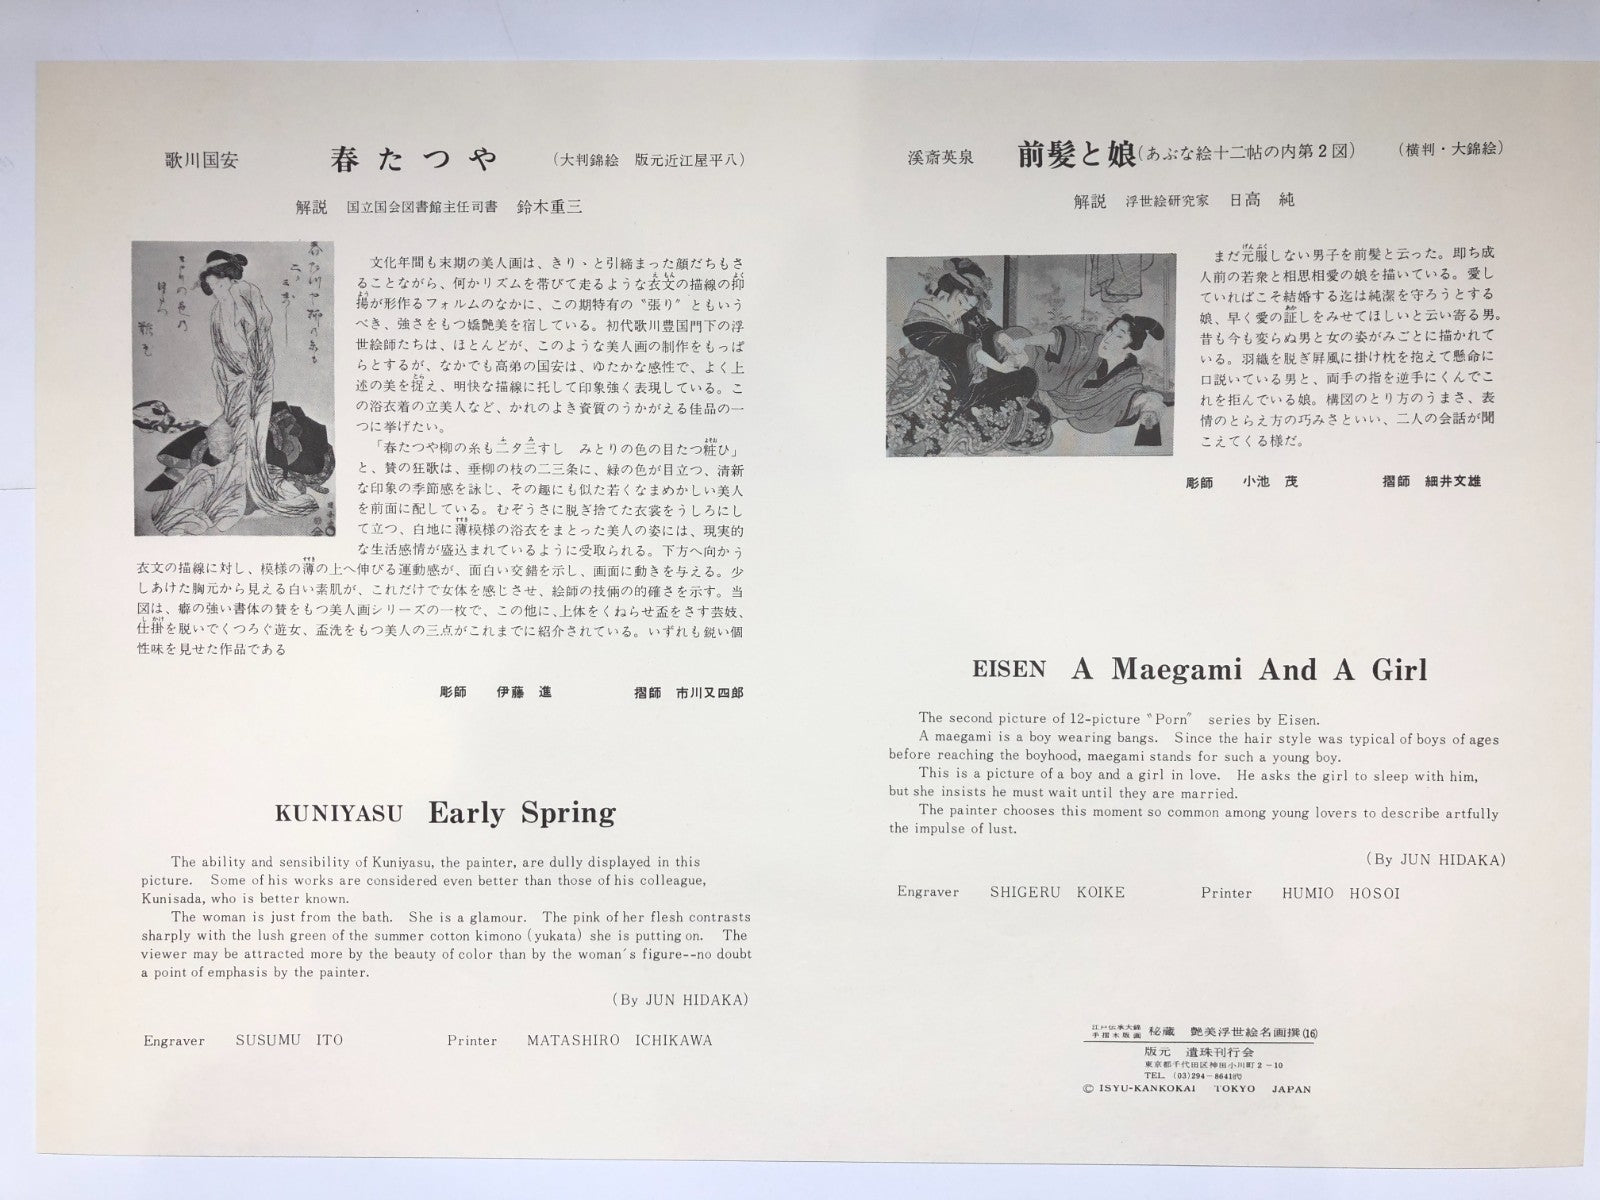 歌川国安　春たつや　（大判錦絵　版元近江屋平八）
解説　国立国会図書館主任司書　鈴木重三
文化年間も末期の美人画は、きりゝと引締まった顔だちもさ
ることながら、何かリズムを帯びて走るような衣文の描線の抑
揚が形作るフォルムのなかに、この期特有の〝張り〟ともいう
べき、強さをもつ嬌艶美を宿している。初代歌川豊国門下の浮
世絵師たちは、ほとんどが、このような美人画の制作をもっぱ
らとするが、なかでも高弟の国安は、ゆたかな感性で、よく上
述の美を捉え、明快な描線に托して印象強く表現している。こ
の浴衣着の立美人など、かれのよき資質のうかがえる佳品の一
つに挙げたい。
「春たつや柳の糸も二タ三すし　みとりの色の目たつ粧ひ」
と、賛の狂歌は、垂柳の枝の二三条に、緑の色が目立つ、清新
な印象の季節感を詠じ、その趣にも似た若くなまめかしい美人
を前面に配している。むぞうさに脱ぎ捨てた衣裳をうしろにし
て立つ、白地に薄模様の浴衣をまとった美人の姿には、現実的
な生活感情が盛込まれているように受取られる。下方へ向かう
衣文の描線に対し、模様の薄の上へ伸びる運動感が、面白い交錯を示し、画面に動きを与える。少
しあけた胸元から見える白い素肌が、これだけで女体を感じさせ、絵師の技倆の的確さを示す。当
図は、癖の強い書体の賛をもつ美人画シリーズの一枚で、この他に、上体をくねらせ盃をさす芸妓、
仕掛を脱いでくつろぐ遊女、盃洗をもつ美人の三点がこれまでに紹介されている。いずれも鋭い個
性味を見せた作品である
彫師　伊藤　進　　摺師　市川又四郎
KUNIYASU Early Spring
The ability and sensibility of Kuniyasu, the painter, are dully displayed in this
picture. Some of his works are considered even better than those of his colleague,
Kunisada, who is better known.
The woman is just from the bath. She is a glamour. The pink of her flesh contrasts
sharply with the lush green of the summer cotton kimono (yukata) she is putting on. The
viewer may be attracted more by the beauty of color than by the woman's figure--no doubt
a point of emphasis by the painter.
(By JUN HIDAKA)
Engraver SUSUMU ITO Printer MATASHIRO ICHIKAWA
溪斎英泉　前髪と娘（あぶな絵十二帖の内第２図）　（横判・大錦絵）
解説　浮世絵研究家　日高　純
まだ元服しない男子を前髪と云った。即ち成
人前の若衆と相思相愛の娘を描いている。愛し
ていればこそ結婚する迄は純潔を守ろうとする
娘、早く愛の証しをみせてほしいと云い寄る男。
昔も今も変らぬ男と女の姿がみごとに描かれて
いる。羽織を脱ぎ屏風に掛け枕を抱えて懸命に
口説いている男と、両手の指を逆手にくんでこ
れを拒んでいる娘。構図のとり方のうまさ、表
情のとらえ方の巧みさといい、二人の会話が聞
こえてくる様だ。
彫師　小池　茂　　摺師　細井文雄
EISEN A Maegami And A Girl
The second picture of 12-picture 〝Porn〟 series by Eisen.
A maegami is a boy wearing bangs. Since the hair style was typical of boys of ages
before reaching the boyhood, maegami stands for such a young boy.
This is a picture of a boy and a girl in love. He asks the girl to sleep with him,
but she insists he must wait until they are married.
The painter chooses this moment so common among young lovers to describe artfully
the impulse of lust.
(By JUN HIDAKA)
Engraver SHIGERU KOIKE Printer HUMIO HOSOI
江戸伝承大錦
手摺木版画　秘蔵　艶美浮世絵名画撰(16)
版元　遺珠刊行会
東京都千代田区神田小川町２－10
TEL. (03)294－8641代
© ISYU-KANKOKAI TOKYO JAPAN